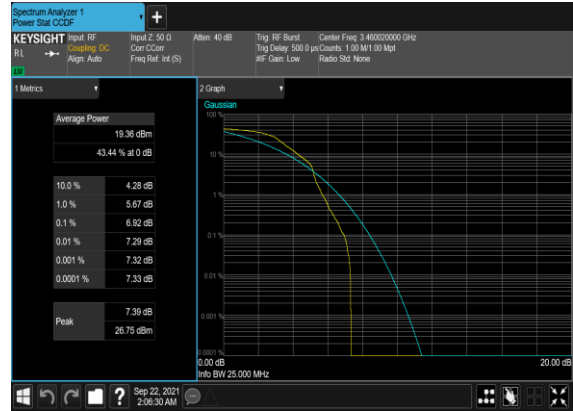 Spectrum Analyzer 1
Power Stat CCDF
KEYSIGHT
RL
LM
Input: RF
Coupling: DC
Align: Auto
Input Z: 50 Ω
Corr CCorr
Freq Ref: Int (S)
Atten: 40 dB
Trig: RF Burst
Trig Delay: 500.0 µs
#IF Gain: Low
Center Freq: 3.460020000 GHz
Counts: 1.00 M/1.00 Mpt
Radio Std: None
1 Metrics
Average Power
19.36 dBm
43.44 % at 0 dB
10.0 % 4.28 dB
1.0 % 5.67 dB
0.1 % 6.92 dB
0.01 % 7.29 dB
0.001 % 7.32 dB
0.0001 % 7.33 dB
Peak
7.39 dB
26.75 dBm
2 Graph
Gaussian
100 %
10 %
1 %
0.1 %
0.01 %
0.001 %
0.0001 %
0.00 dB 20.00 dB
Info BW 25.000 MHz
?
Sep 22, 2021
2:06:30 AM